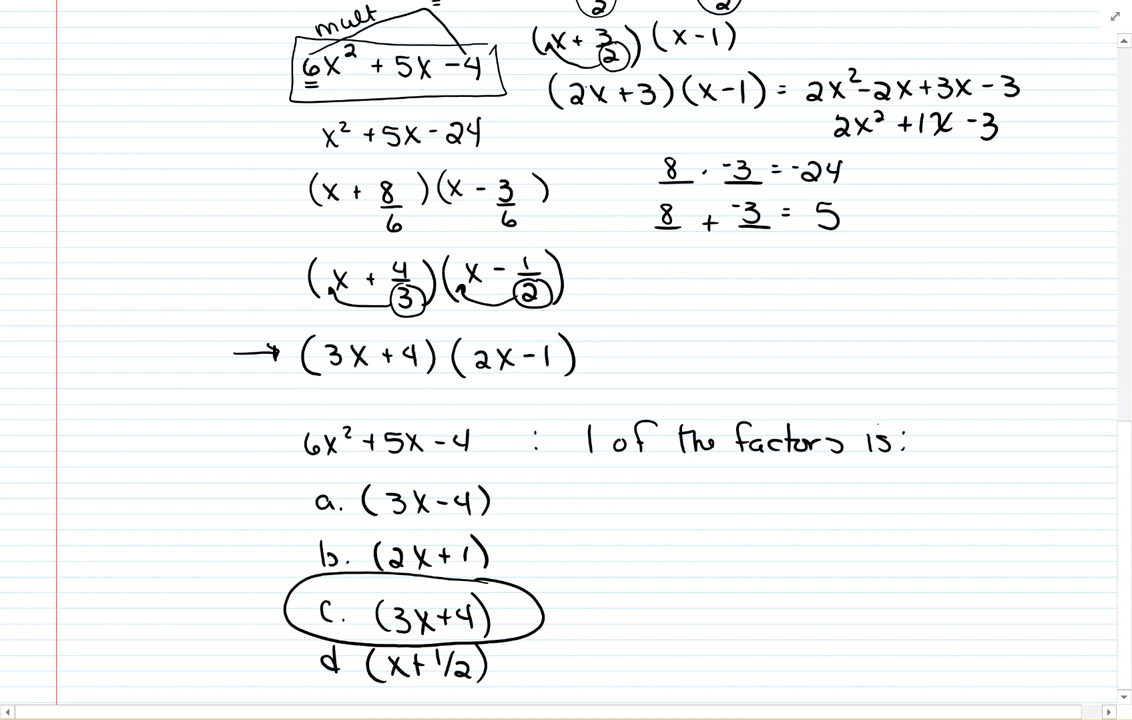 mult
2 2
6x² + 5x - 4
(x + 3/2)(x - 1)
(2x + 3)(x - 1) = 2x² - 2x + 3x - 3
2x² + 1x - 3
x² + 5x - 24
(x + 8/6)(x - 3/6)
8 · -3 = -24
8 + -3 = 5
(x + 4/3)(x - 1/2)
→ (3x + 4)(2x - 1)
6x² + 5x - 4 : 1 of the factors is:
a. (3x - 4)
b. (2x + 1)
c. (3x + 4)
d (x + 1/2)